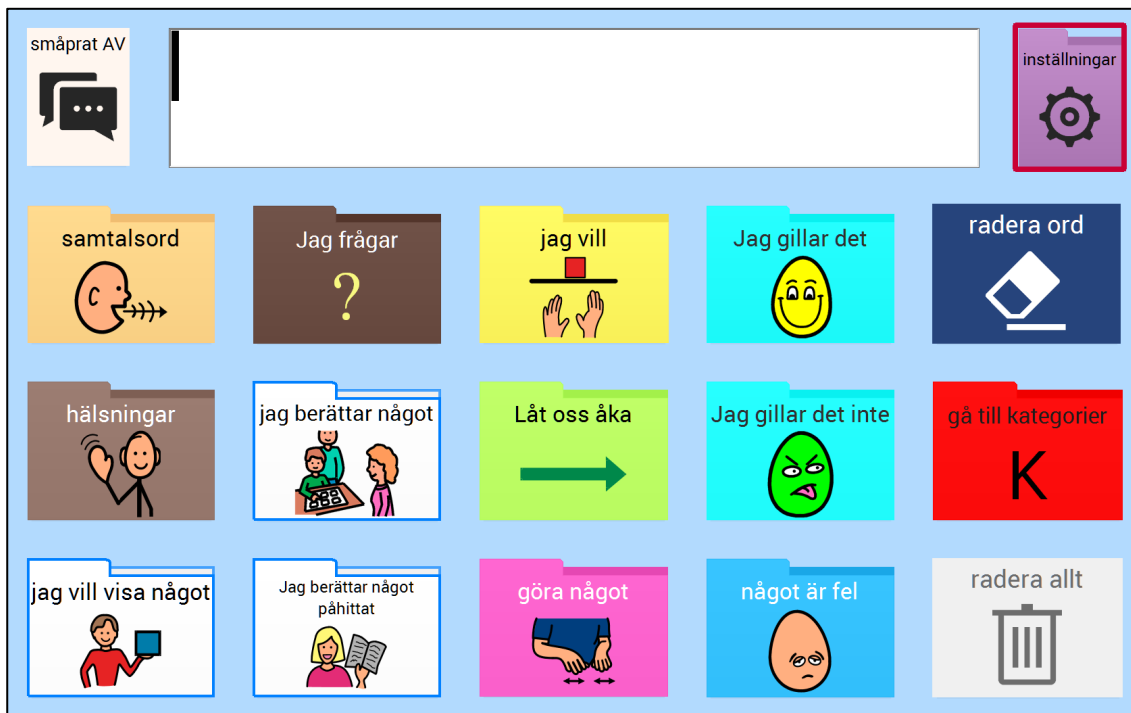 småprat AV
inställningar
samtalsord
Jag frågar
?
jag vill
Jag gillar det
radera ord
hälsningar
jag berättar något
Låt oss åka
Jag gillar det inte
gå till kategorier
K
jag vill visa något
Jag berättar något
påhittat
göra något
något är fel
radera allt